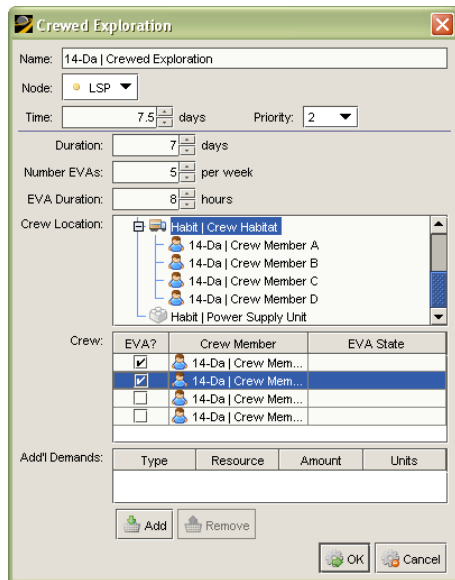 Crewed Exploration
Name: 14-Da | Crewed Exploration
Node: LSP
Time: 7.5 days Priority: 2
Duration: 7 days
Number EVAs: 5 per week
EVA Duration: 8 hours
Crew Location: Habit | Crew Habitat
14-Da | Crew Member A
14-Da | Crew Member B
14-Da | Crew Member C
14-Da | Crew Member D
Habit | Power Supply Unit
Crew: EVA? Crew Member EVA State
14-Da | Crew Mem...
14-Da | Crew Mem...
14-Da | Crew Mem...
14-Da | Crew Mem...
Add'l Demands: Type Resource Amount Units
Add Remove
OK Cancel